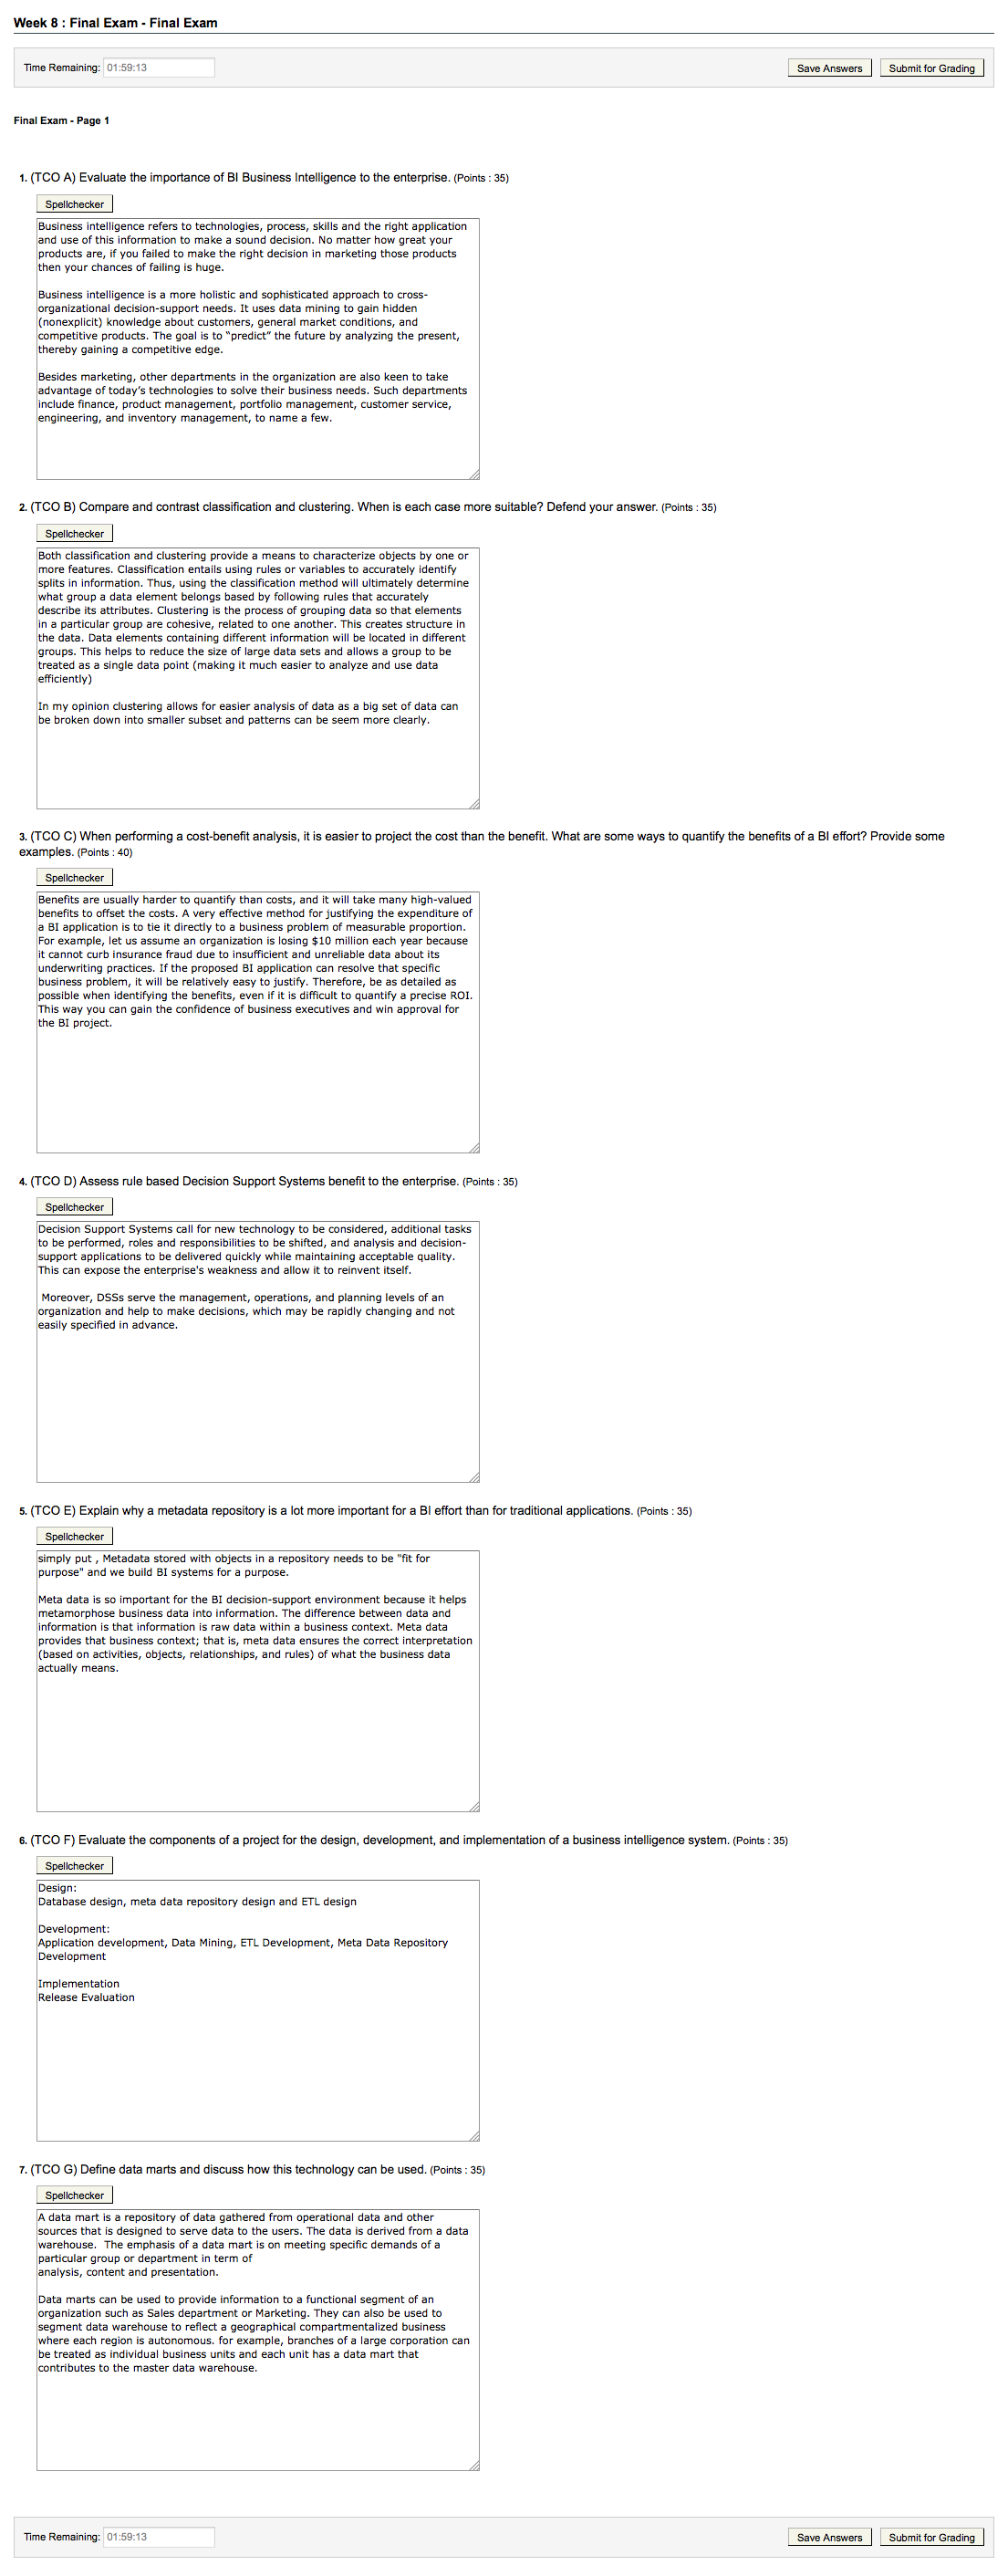 Week 8 : Final Exam - Final Exam
Time Remaining: 01:59:13 Save Answers Submit for Grading
Final Exam - Page 1
1. (TCO A) Evaluate the importance of BI Business Intelligence to the enterprise. (Points : 35)
Spellchecker
Business intelligence refers to technologies, process, skills and the right application
and use of this information to make a sound decision. No matter how great your
products are, if you failed to make the right decision in marketing those products
then your chances of failing is huge.
Business intelligence is a more holistic and sophisticated approach to cross-
organizational decision-support needs. It uses data mining to gain hidden
(nonexplicit) knowledge about customers, general market conditions, and
competitive products. The goal is to “predict” the future by analyzing the present,
thereby gaining a competitive edge.
Besides marketing, other departments in the organization are also keen to take
advantage of today’s technologies to solve their business needs. Such departments
include finance, product management, portfolio management, customer service,
engineering, and inventory management, to name a few.
2. (TCO B) Compare and contrast classification and clustering. When is each case more suitable? Defend your answer. (Points : 35)
Spellchecker
Both classification and clustering provide a means to characterize objects by one or
more features. Classification entails using rules or variables to accurately identify
splits in information. Thus, using the classification method will ultimately determine
what group a data element belongs based by following rules that accurately
describe its attributes. Clustering is the process of grouping data so that elements
in a particular group are cohesive, related to one another. This creates structure in
the data. Data elements containing different information will be located in different
groups. This helps to reduce the size of large data sets and allows a group to be
treated as a single data point (making it much easier to analyze and use data
efficiently)
In my opinion clustering allows for easier analysis of data as a big set of data can
be broken down into smaller subset and patterns can be seem more clearly.
3. (TCO C) When performing a cost-benefit analysis, it is easier to project the cost than the benefit. What are some ways to quantify the benefits of a BI effort? Provide some
examples. (Points : 40)
Spellchecker
Benefits are usually harder to quantify than costs, and it will take many high-valued
benefits to offset the costs. A very effective method for justifying the expenditure of
a BI application is to tie it directly to a business problem of measurable proportion.
For example, let us assume an organization is losing $10 million each year because
it cannot curb insurance fraud due to insufficient and unreliable data about its
underwriting practices. If the proposed BI application can resolve that specific
business problem, it will be relatively easy to justify. Therefore, be as detailed as
possible when identifying the benefits, even if it is difficult to quantify a precise ROI.
This way you can gain the confidence of business executives and win approval for
the BI project.
4. (TCO D) Assess rule based Decision Support Systems benefit to the enterprise. (Points : 35)
Spellchecker
Decision Support Systems call for new technology to be considered, additional tasks
to be performed, roles and responsibilities to be shifted, and analysis and decision-
support applications to be delivered quickly while maintaining acceptable quality.
This can expose the enterprise's weakness and allow it to reinvent itself.
Moreover, DSSs serve the management, operations, and planning levels of an
organization and help to make decisions, which may be rapidly changing and not
easily specified in advance.
5. (TCO E) Explain why a metadata repository is a lot more important for a BI effort than for traditional applications. (Points : 35)
Spellchecker
simply put , Metadata stored with objects in a repository needs to be "fit for
purpose" and we build BI systems for a purpose.
Meta data is so important for the BI decision-support environment because it helps
metamorphose business data into information. The difference between data and
information is that information is raw data within a business context. Meta data
provides that business context; that is, meta data ensures the correct interpretation
(based on activities, objects, relationships, and rules) of what the business data
actually means.
6. (TCO F) Evaluate the components of a project for the design, development, and implementation of a business intelligence system. (Points : 35)
Spellchecker
Design:
Database design, meta data repository design and ETL design
Development:
Application development, Data Mining, ETL Development, Meta Data Repository
Development
Implementation
Release Evaluation
7. (TCO G) Define data marts and discuss how this technology can be used. (Points : 35)
Spellchecker
A data mart is a repository of data gathered from operational data and other
sources that is designed to serve data to the users. The data is derived from a data
warehouse.  The emphasis of a data mart is on meeting specific demands of a
particular group or department in term of
analysis, content and presentation.
Data marts can be used to provide information to a functional segment of an
organization such as Sales department or Marketing. They can also be used to
segment data warehouse to reflect a geographical compartmentalized business
where each region is autonomous. for example, branches of a large corporation can
be treated as individual business units and each unit has a data mart that
contributes to the master data warehouse.
Time Remaining: 01:59:13 Save Answers Submit for Grading